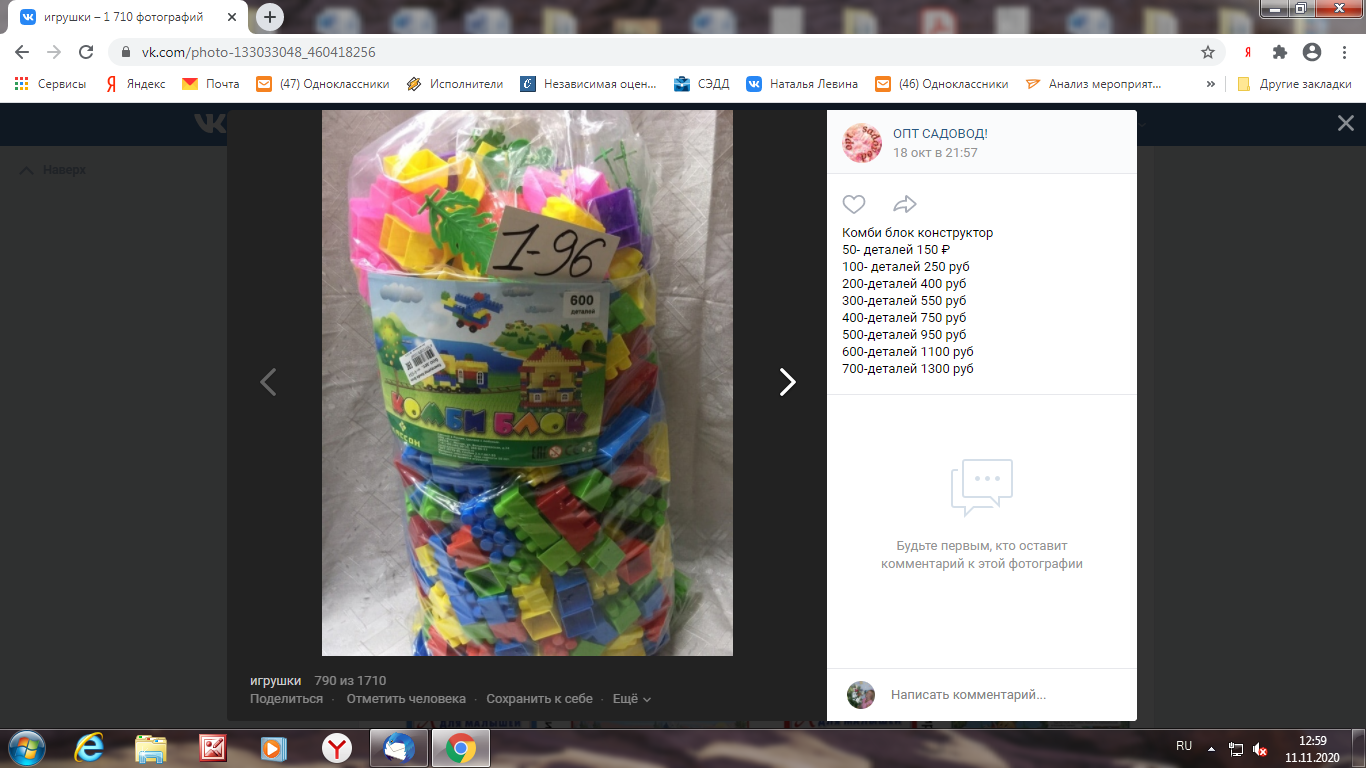 игрушки – 1 710 фотографий
vk.com/photo-133033048_460418256
Сервисы
Яндекс
Почта
(47) Одноклассники
Исполнители
Независимая оцен...
СЭДД
Наталья Левина
(46) Одноклассники
Анализ мероприят...
»
Другие закладки
Наверх
1-96
600
деталей
КОМБИ БЛОК
ОПТ САДОВОД!
18 окт в 21:57
Комби блок конструктор
50- деталей 150 ₽
100- деталей 250 руб
200-деталей 400 руб
300-деталей 550 руб
400-деталей 750 руб
500-деталей 950 руб
600-деталей 1100 руб
700-деталей 1300 руб
Будьте первым, кто оставит
комментарий к этой фотографии
Написать комментарий...
игрушки 790 из 1710
Поделиться · Отметить человека · Сохранить к себе · Ещё
ДЛЯ МАЛЫШЕЙ
RU
12:59
11.11.2020